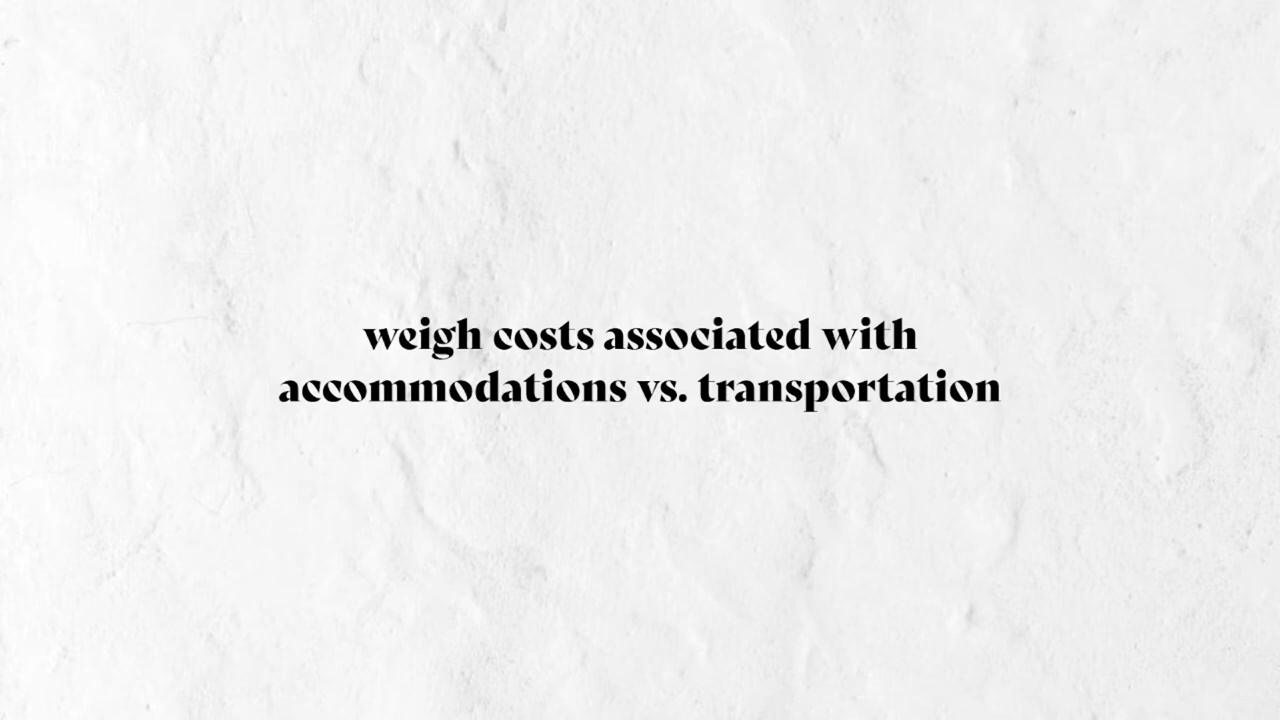 weigh costs associated with
accommodations vs. transportation